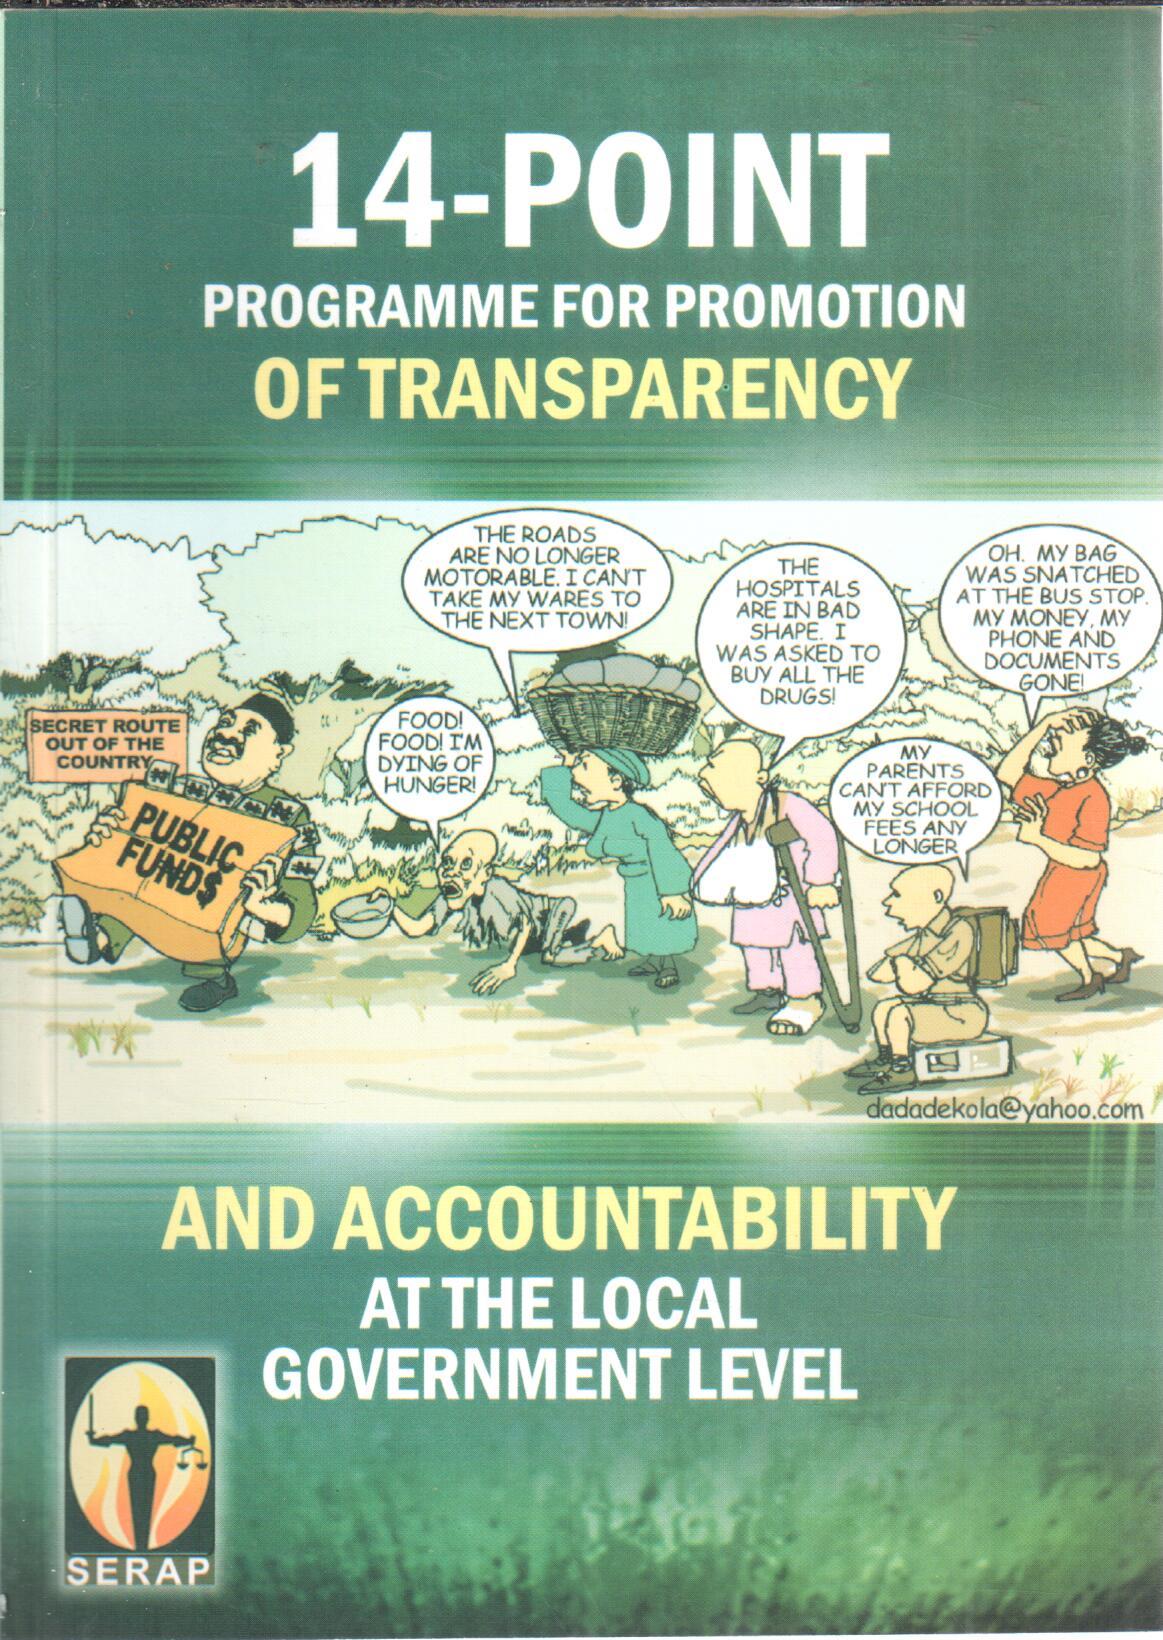 14-POINT
PROGRAMME FOR PROMOTION
OF TRANSPARENCY
SECRET ROUTE
OUT OF THE
COUNTRY
PUBLIC
FUND$
FOOD!
FOOD! I'M
DYING OF
HUNGER!
THE ROADS
ARE NO LONGER
MOTORABLE. I CAN'T
TAKE MY WARES TO
THE NEXT TOWN!
THE
HOSPITALS
ARE IN BAD
SHAPE. I
WAS ASKED TO
BUY ALL THE
DRUGS!
MY
PARENTS
CAN'T AFFORD
MY SCHOOL
FEES ANY
LONGER
OH. MY BAG
WAS SNATCHED
AT THE BUS STOP.
MY MONEY, MY
PHONE AND
DOCUMENTS
GONE!
dadadekola@yahoo.com
AND ACCOUNTABILITY
AT THE LOCAL
GOVERNMENT LEVEL
SERAP